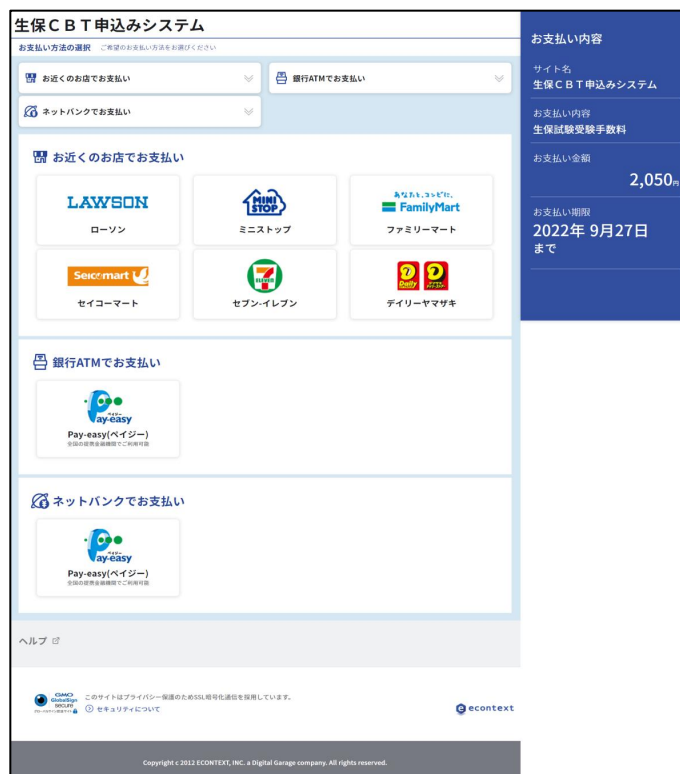 生保ＣＢＴ申込みシステム
お支払い方法の選択 ご希望のお支払い方法をお選びください
お近くのお店でお支払い
銀行ATMでお支払い
ネットバンクでお支払い
お近くのお店でお支払い
LAWSON
ローソン
MINI STOP
ミニストップ
あなたと、コンビに、
FamilyMart
ファミリーマート
Seicomart
セイコーマート
7 ELEVEN
セブン-イレブン
Daily
デイリーヤマザキ
銀行ATMでお支払い
ペイジー
Pay-easy
Pay-easy(ペイジー)
全国の提携金融機関でご利用可能
ネットバンクでお支払い
ペイジー
Pay-easy
Pay-easy(ペイジー)
全国の提携金融機関でご利用可能
ヘルプ
GMO
GlobalSign
secure
このサイトはプライバシー保護のためSSL暗号化通信を採用しています。
セキュリティについて
econtext
Copyright c 2012 ECONTEXT, INC. a Digital Garage company. All rights reserved.
お支払い内容
サイト名
生保ＣＢＴ申込みシステム
お支払い内容
生保試験受験手数料
お支払い金額
2,050円
お支払い期限
2022年 9月27日
まで